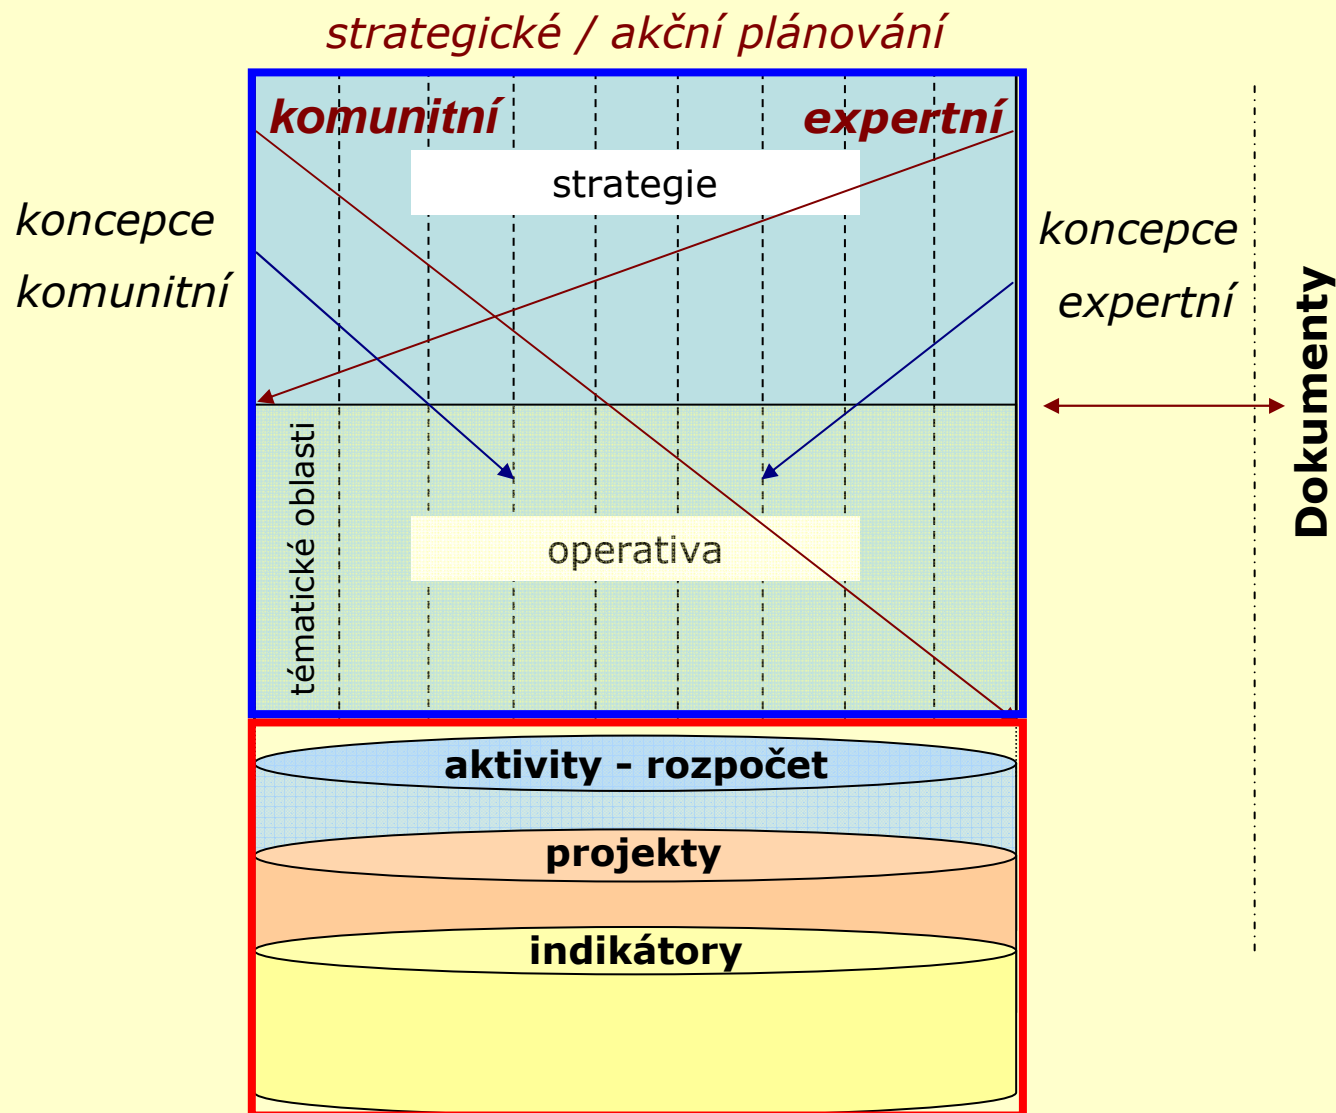 strategické / akční plánování
komunitní
expertní
strategie
koncepce
komunitní
koncepce
expertní
Dokumenty
tématické oblasti
operativa
aktivity - rozpočet
projekty
indikátory